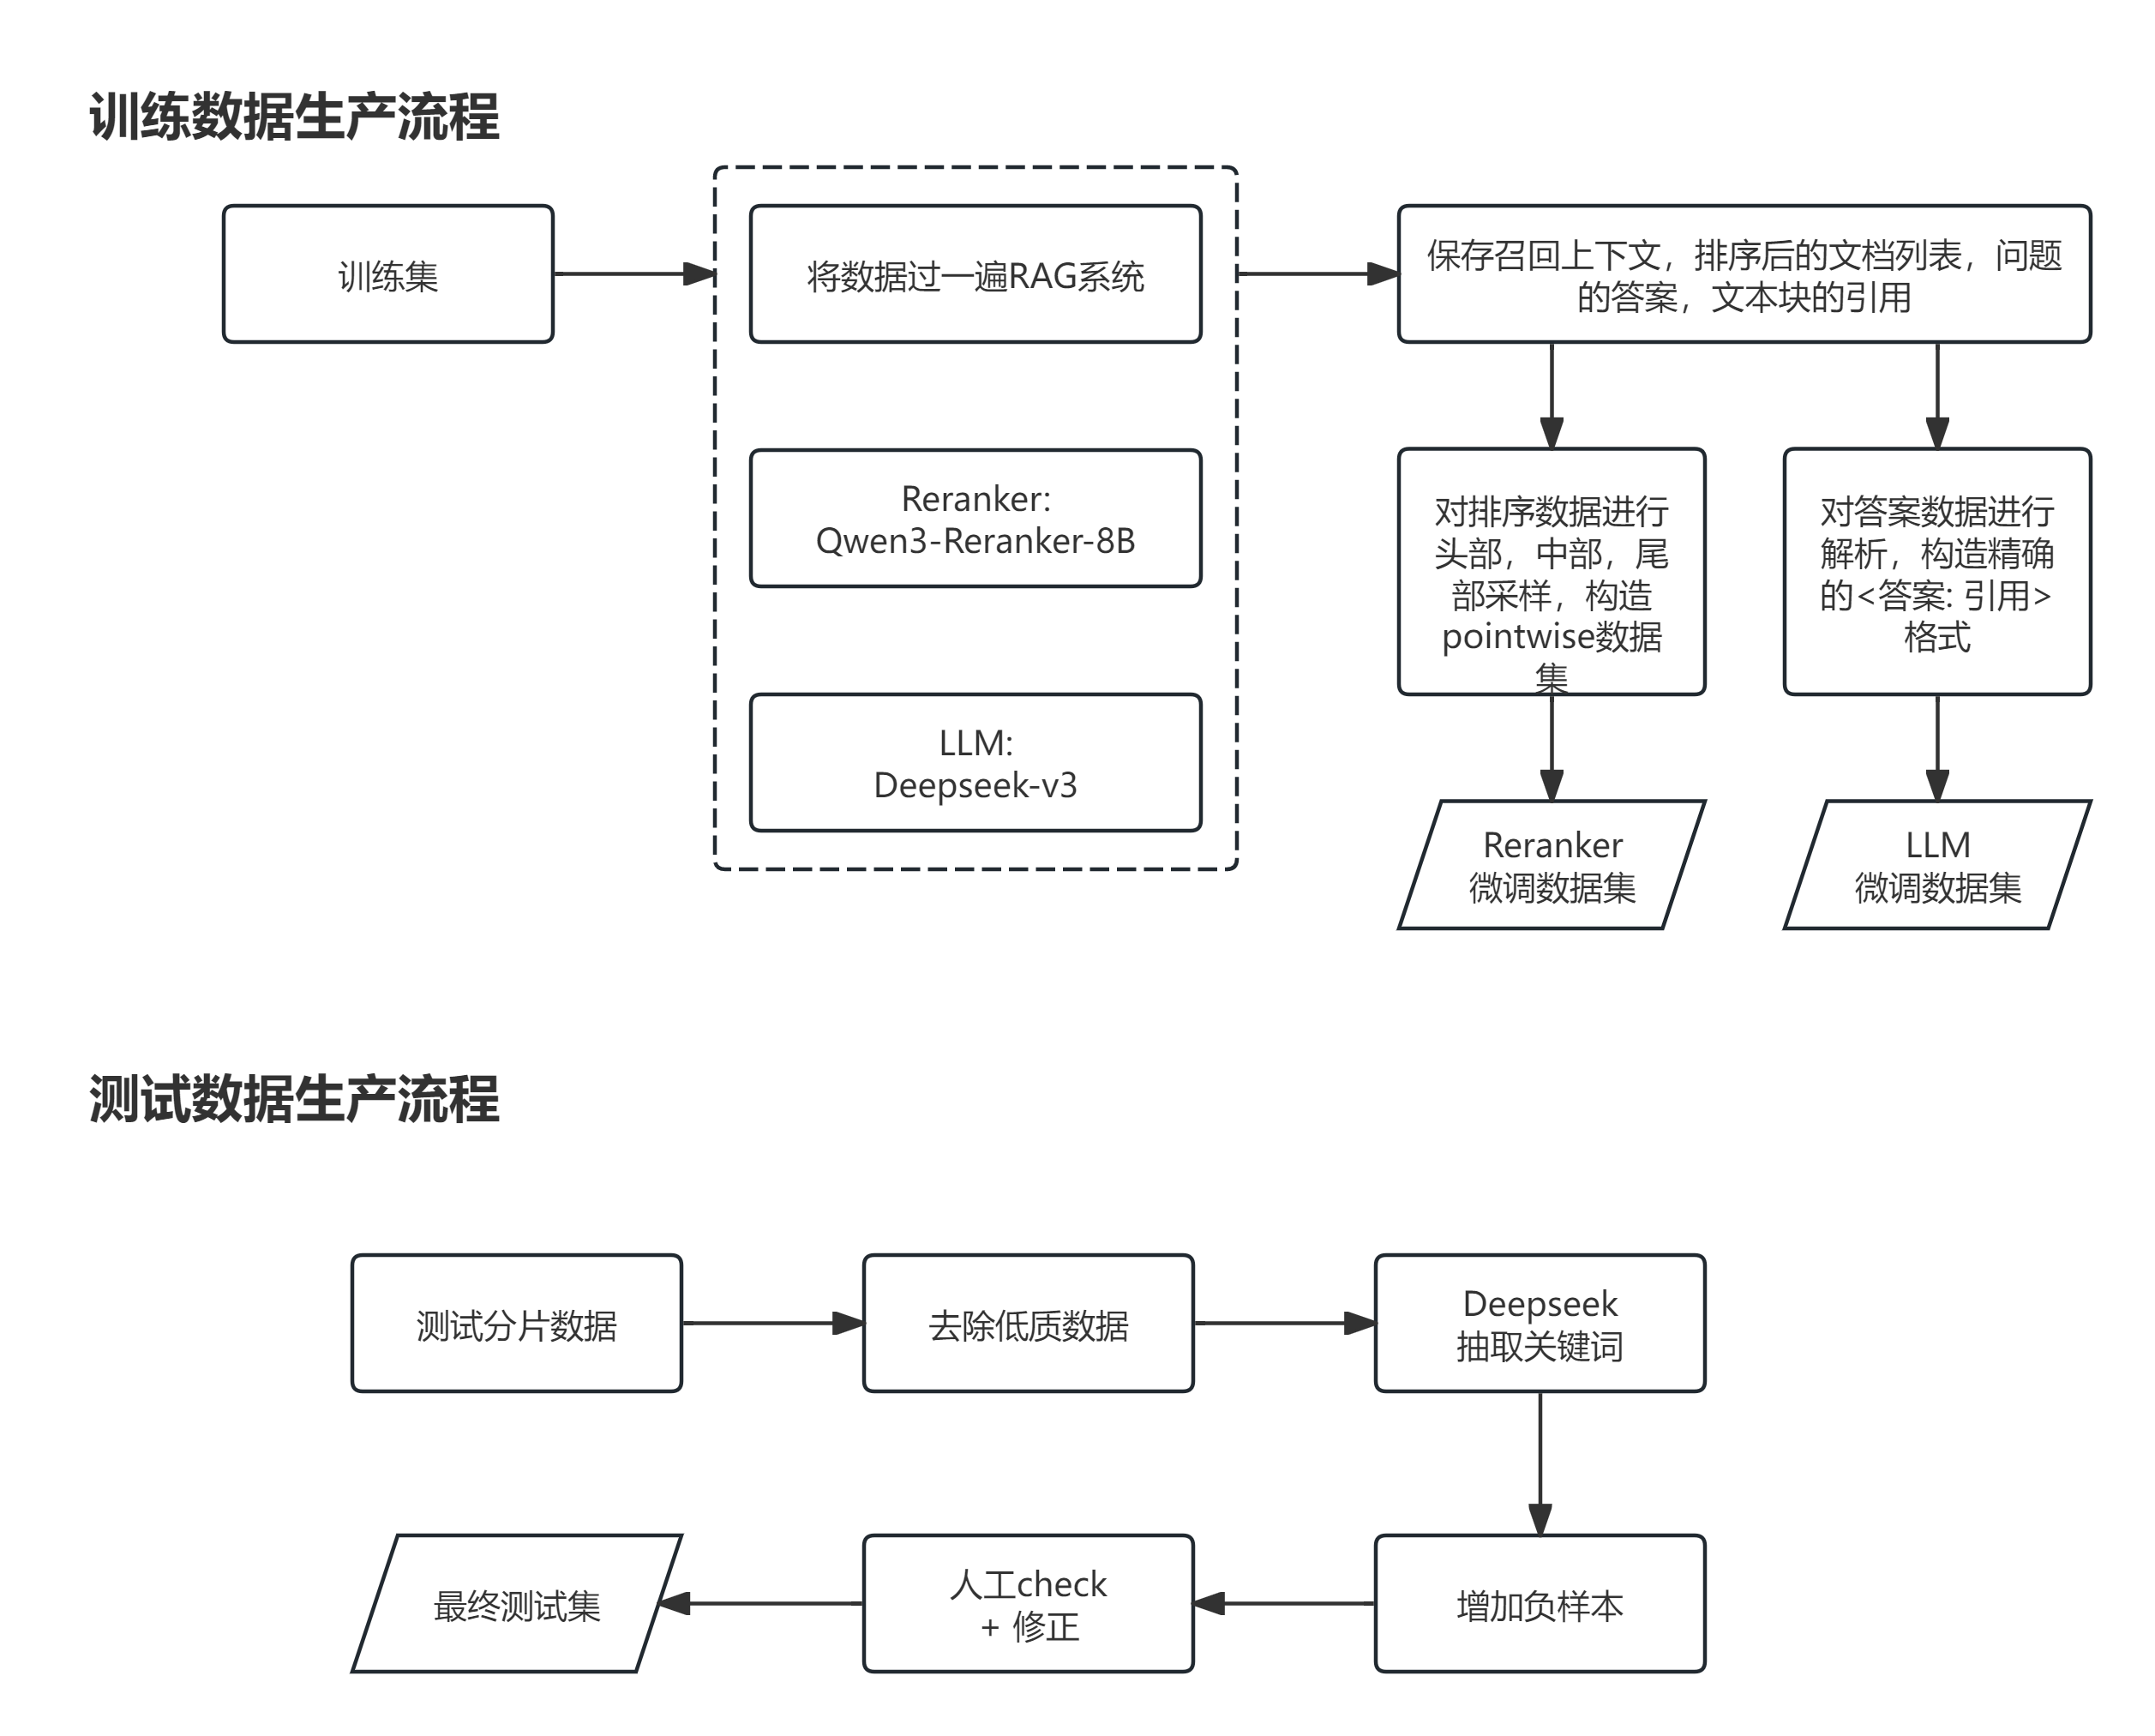 训练数据生产流程
训练集
将数据过一遍RAG系统
Reranker:
Qwen3-Reranker-8B
LLM:
Deepseek-v3
保存召回上下文，排序后的文档列表，问题
的答案，文本块的引用
对排序数据进行
头部，中部，尾
部采样，构造
pointwise数据
集
对答案数据进行
解析，构造精确
的<答案: 引用>
格式
Reranker
微调数据集
LLM
微调数据集
测试数据生产流程
测试分片数据
去除低质数据
Deepseek
抽取关键词
增加负样本
人工check
+ 修正
最终测试集